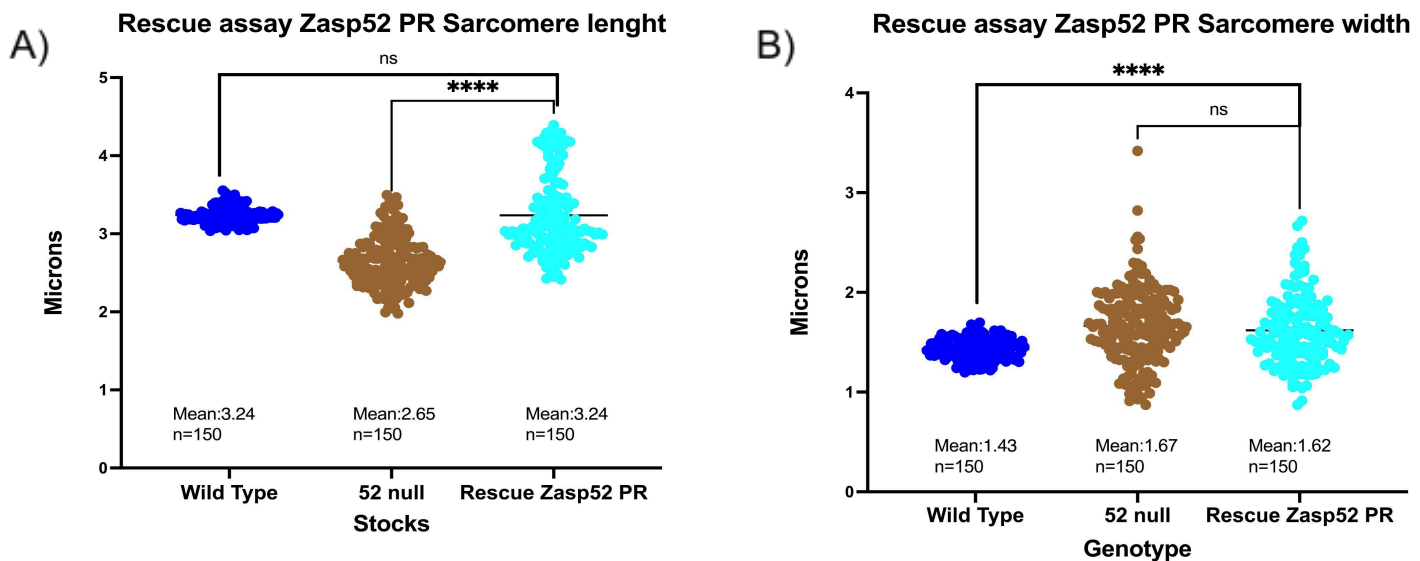 A)
Rescue assay Zasp52 PR Sarcomere lenght
ns
****
5
4
3
2
1
0
Microns
Mean:3.24
n=150
Mean:2.65
n=150
Mean:3.24
n=150
Wild Type
52 null
Rescue Zasp52 PR
Stocks
B)
Rescue assay Zasp52 PR Sarcomere width
****
ns
4
3
2
1
0
Microns
Mean:1.43
n=150
Mean:1.67
n=150
Mean:1.62
n=150
Wild Type
52 null
Rescue Zasp52 PR
Genotype